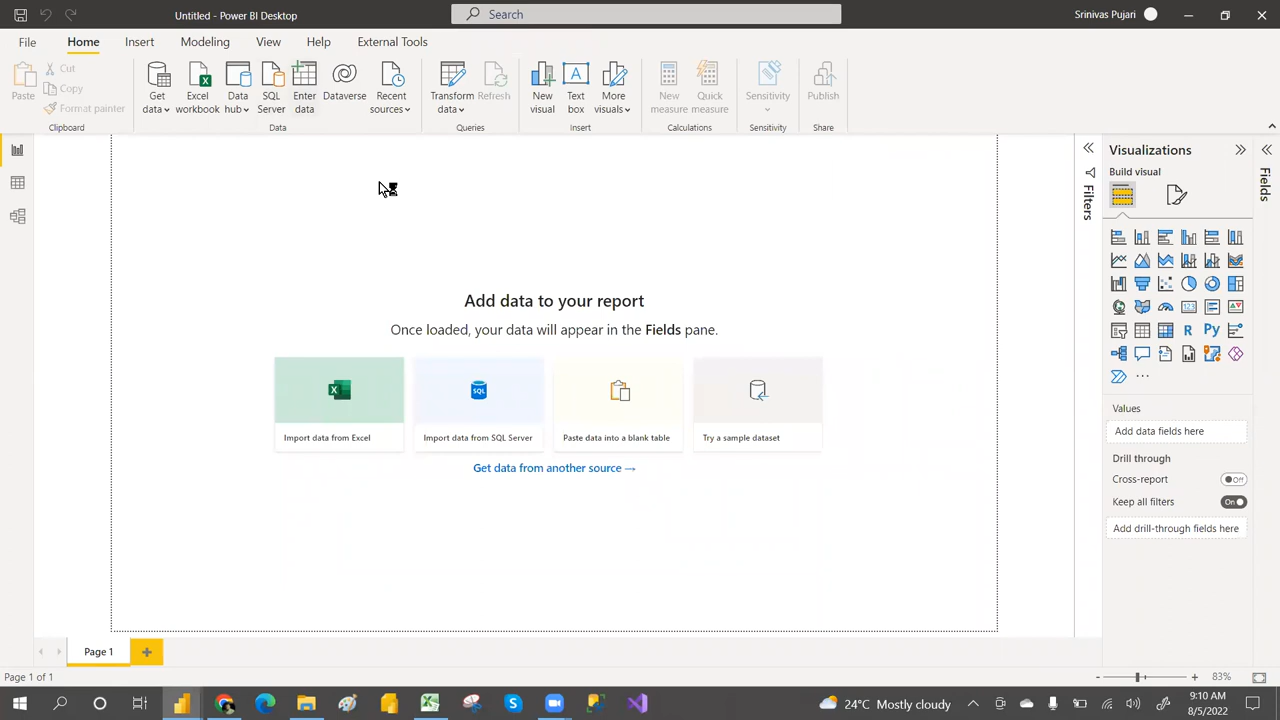 Untitled - Power BI Desktop
Search
Srinivas Pujari
File Home Insert Modeling View Help External Tools
Paste
Cut
Copy
Format painter
Clipboard
Get data
Excel workbook
Data hub
SQL Server
Enter data
Dataverse
Recent sources
Data
Transform data
Refresh
Queries
New visual
Text box
More visuals
Insert
New measure
Quick measure
Calculations
Sensitivity
Sensitivity
Publish
Share
Add data to your report
Once loaded, your data will appear in the Fields pane.
Import data from Excel
SQL
Import data from SQL Server
Paste data into a blank table
Try a sample dataset
Get data from another source →
Filters
Visualizations
Build visual
123
R
Py
Values
Add data fields here
Drill through
Cross-report
Off
Keep all filters
On
Add drill-through fields here
Fields
Page 1
Page 1 of 1
- + 83%
24°C Mostly cloudy
9:10 AM
8/5/2022